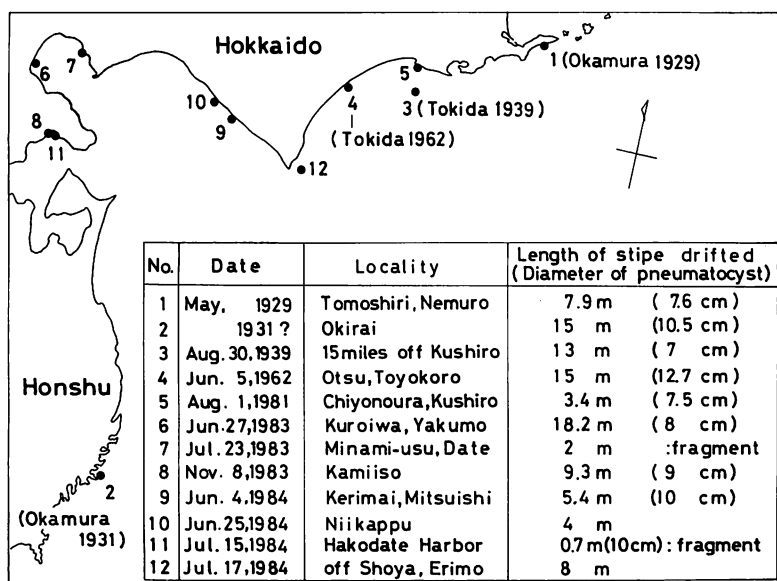 Hokkaido
6
7
5
1 (Okamura 1929)
10
9
4
(Tokida 1962)
3 (Tokida 1939)
8
11
12
Honshu
2
(Okamura
1931)
No. Date Locality Length of stipe drifted
(Diameter of pneumatocyst)
1 May, 1929 Tomoshiri, Nemuro 7.9 m (7.6 cm)
2 1931 ? Okirai 15 m (10.5 cm)
3 Aug. 30, 1939 15 miles off Kushiro 13 m (7 cm)
4 Jun. 5, 1962 Otsu, Toyokoro 15 m (12.7 cm)
5 Aug. 1, 1981 Chiyonoura, Kushiro 3.4 m (7.5 cm)
6 Jun. 27, 1983 Kuroiwa, Yakumo 18.2 m (8 cm)
7 Jul. 23, 1983 Minami-usu, Date 2 m :fragment
8 Nov. 8, 1983 Kamiiso 9.3 m (9 cm)
9 Jun. 4, 1984 Kerimai, Mitsuishi 5.4 m (10 cm)
10 Jun. 25, 1984 Niikappu 4 m
11 Jul. 15, 1984 Hakodate Harbor 0.7 m (10cm) : fragment
12 Jul. 17, 1984 off Shoya, Erimo 8 m